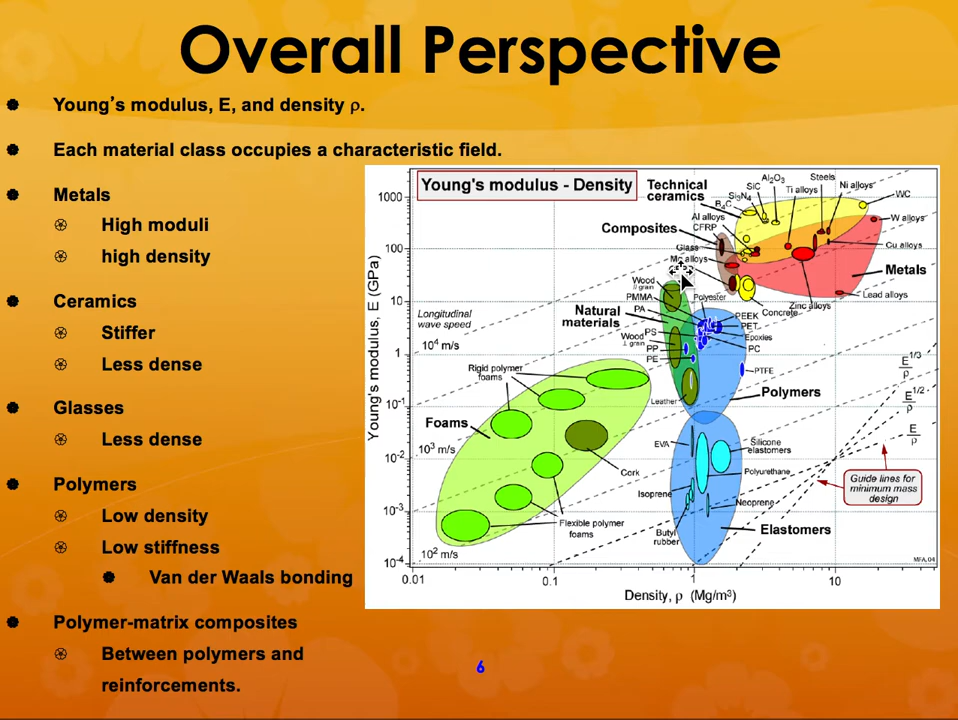 Overall Perspective
Young's modulus, E, and density ρ.
Each material class occupies a characteristic field.
Metals
High moduli
high density
Ceramics
Stiffer
Less dense
Glasses
Less dense
Polymers
Low density
Low stiffness
Van der Waals bonding
Polymer-matrix composites
Between polymers and
reinforcements.
Young's modulus - Density
Technical
ceramics
Composites
Natural
materials
Foams
Metals
Polymers
Elastomers
Al₂O₃
SiC
Si₃N₄
B₄C
Steels
Ti alloys
Ni alloys
WC
W alloys
Cu alloys
Lead alloys
Zinc alloys
Concrete
Al alloys
CFRP
Glass
Mg alloys
Wood
// grain
PMMA
Polyester
PA
PEEK
PET
Epoxies
PC
PS
Wood
⊥ grain
PP
PE
PTFE
Leather
EVA
Silicone
elastomers
Polyurethane
Isoprene
Neoprene
Butyl
rubber
Rigid polymer
foams
Cork
Flexible polymer
foams
Longitudinal
wave speed
10⁴ m/s
10³ m/s
10² m/s
E^1/3
ρ
E^1/2
ρ
E
ρ
Guide lines for
minimum mass
design
MFA, 04
Young's modulus, E (GPa)
1000
100
10
1
10⁻¹
10⁻²
10⁻³
10⁻⁴
0.01
0.1
1
10
Density, ρ (Mg/m³)
6